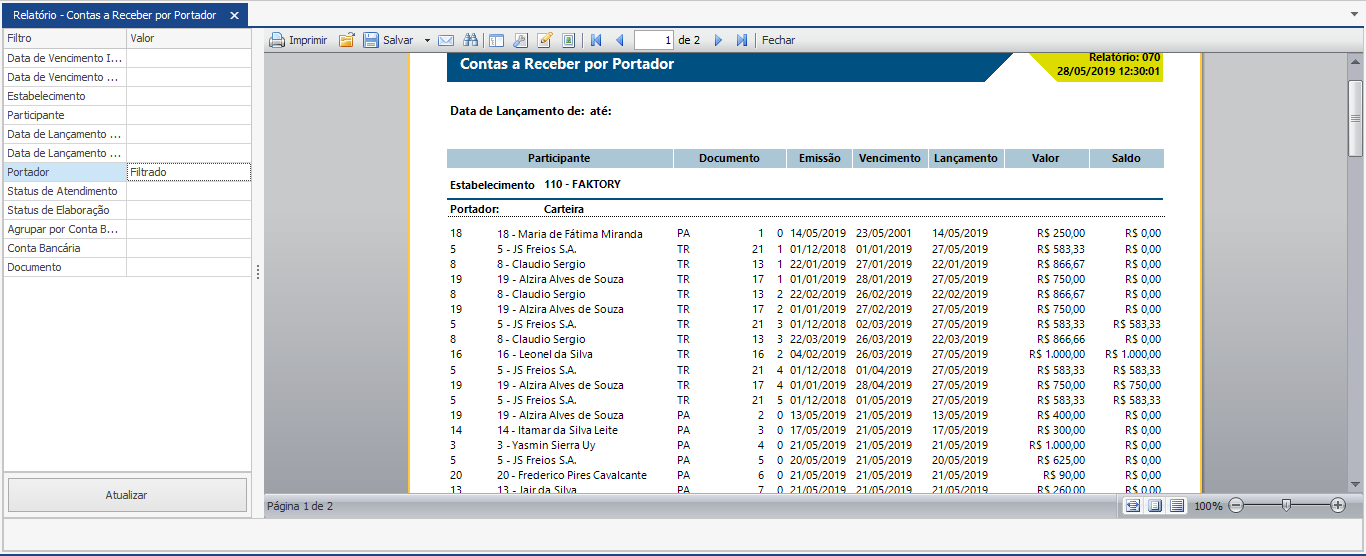 Relatório - Contas a Receber por Portador
Filtro Valor
Data de Vencimento I...
Data de Vencimento ...
Estabelecimento
Participante
Data de Lançamento ...
Data de Lançamento ...
Portador Filtrado
Status de Atendimento
Status de Elaboração
Agrupar por Conta B...
Conta Bancária
Documento
Atualizar
Imprimir Salvar 1 de 2 Fechar
Contas a Receber por Portador
Relatório: 070
28/05/2019 12:30:01
Data de Lançamento de: até:
Participante Documento Emissão Vencimento Lançamento Valor Saldo
Estabelecimento 110 - FAKTORY
Portador: Carteira
18 18 - Maria de Fátima Miranda PA 1 0 14/05/2019 23/05/2001 14/05/2019 R$ 250,00 R$ 0,00
5 5 - JS Freios S.A. TR 21 1 01/12/2018 01/01/2019 27/05/2019 R$ 583,33 R$ 0,00
8 8 - Claudio Sergio TR 13 1 22/01/2019 27/01/2019 22/01/2019 R$ 866,67 R$ 0,00
19 19 - Alzira Alves de Souza TR 17 1 01/01/2019 28/01/2019 27/05/2019 R$ 750,00 R$ 0,00
8 8 - Claudio Sergio TR 13 2 22/02/2019 26/02/2019 22/02/2019 R$ 866,67 R$ 0,00
19 19 - Alzira Alves de Souza TR 17 2 01/01/2019 27/02/2019 27/05/2019 R$ 750,00 R$ 0,00
5 5 - JS Freios S.A. TR 21 3 01/12/2018 02/03/2019 27/05/2019 R$ 583,33 R$ 583,33
8 8 - Claudio Sergio TR 13 3 22/03/2019 26/03/2019 22/03/2019 R$ 866,66 R$ 0,00
16 16 - Leonel da Silva TR 16 2 04/02/2019 26/03/2019 27/05/2019 R$ 1.000,00 R$ 1.000,00
5 5 - JS Freios S.A. TR 21 4 01/12/2018 01/04/2019 27/05/2019 R$ 583,33 R$ 583,33
19 19 - Alzira Alves de Souza TR 17 4 01/01/2019 28/04/2019 27/05/2019 R$ 750,00 R$ 750,00
5 5 - JS Freios S.A. TR 21 5 01/12/2018 01/05/2019 27/05/2019 R$ 583,33 R$ 583,33
19 19 - Alzira Alves de Souza PA 2 0 13/05/2019 21/05/2019 13/05/2019 R$ 400,00 R$ 0,00
14 14 - Itamar da Silva Leite PA 3 0 17/05/2019 21/05/2019 17/05/2019 R$ 300,00 R$ 0,00
3 3 - Yasmin Sierra Uy PA 4 0 21/05/2019 21/05/2019 21/05/2019 R$ 1.000,00 R$ 0,00
5 5 - JS Freios S.A. PA 5 0 20/05/2019 21/05/2019 20/05/2019 R$ 625,00 R$ 0,00
20 20 - Frederico Pires Cavalcante PA 6 0 21/05/2019 21/05/2019 21/05/2019 R$ 90,00 R$ 0,00
13 13 - Jair da Silva PA 7 0 21/05/2019 21/05/2019 21/05/2019 R$ 260,00 R$ 0,00
Página 1 de 2 100%